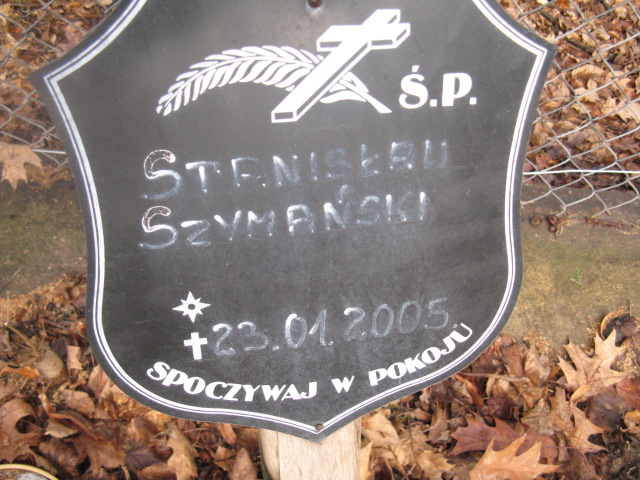 Ś.P.
STANISŁAW
SZYMAŃSKI
23.01.2005
SPOCZYWAJ W POKOJU